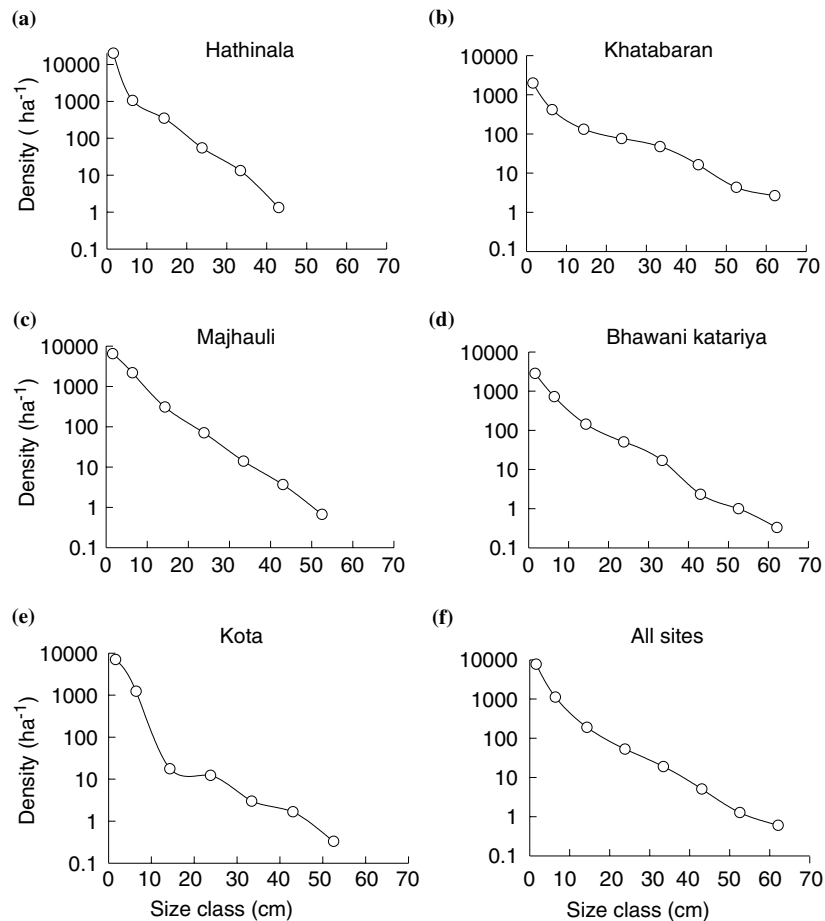 (a)
Hathinala
Density ( ha⁻¹)
10000
1000
100
10
1
0.1
0 10 20 30 40 50 60 70
(b)
Khatabaran
10000
1000
100
10
1
0.1
0 10 20 30 40 50 60 70
(c)
Majhauli
Density (ha⁻¹)
10000
1000
100
10
1
0.1
0 10 20 30 40 50 60 70
(d)
Bhawani katariya
10000
1000
100
10
1
0.1
0 10 20 30 40 50 60 70
(e)
Kota
Density (ha⁻¹)
10000
1000
100
10
1
0.1
0 10 20 30 40 50 60 70
Size class (cm)
(f)
All sites
10000
1000
100
10
1
0.1
0 10 20 30 40 50 60 70
Size class (cm)